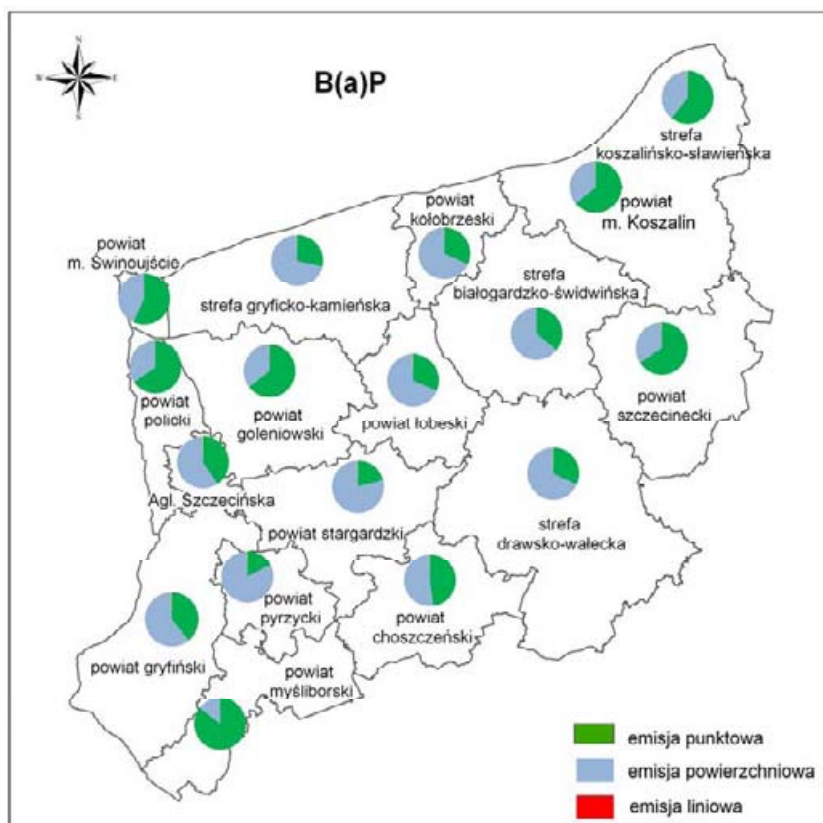 N
W E
S
B(a)P
strefa
koszalińsko-sławieńska
powiat
m. Koszalin
powiat
kołobrzeski
powiat
m. Świnoujście
strefa gryficko-kamieńska
strefa
białogardzko-świdwińska
powiat
policki
powiat
goleniowski
powiat łobeski
powiat
szczecinecki
Agl. Szczecińska
powiat stargardzki
strefa
drawsko-wałecka
powiat
pyrzycki
powiat
choszczeński
powiat gryfiński
powiat
myśliborski
emisja punktowa
emisja powierzchniowa
emisja liniowa